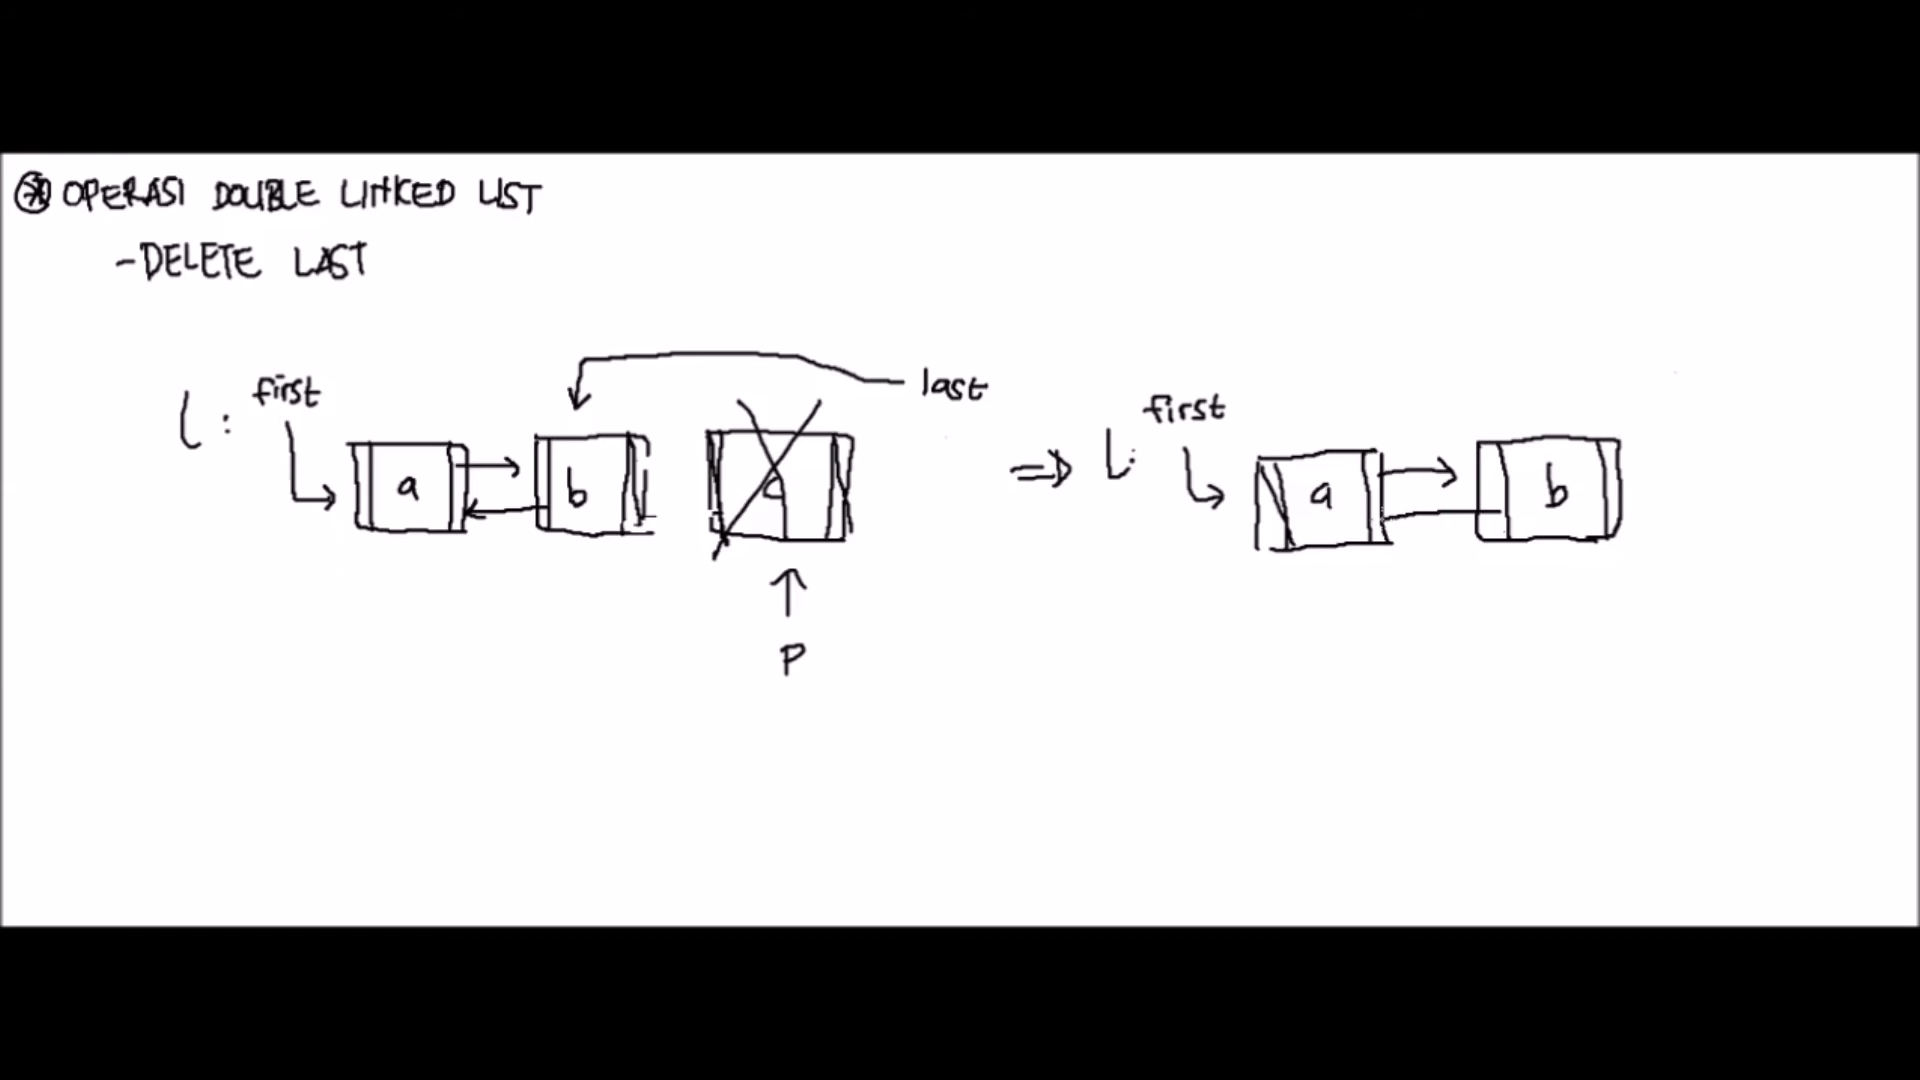 ⊛ OPERASI DOUBLE LINKED LIST
- DELETE LAST
L : first
last
a
b
c
P
⇒ L: first
a
b